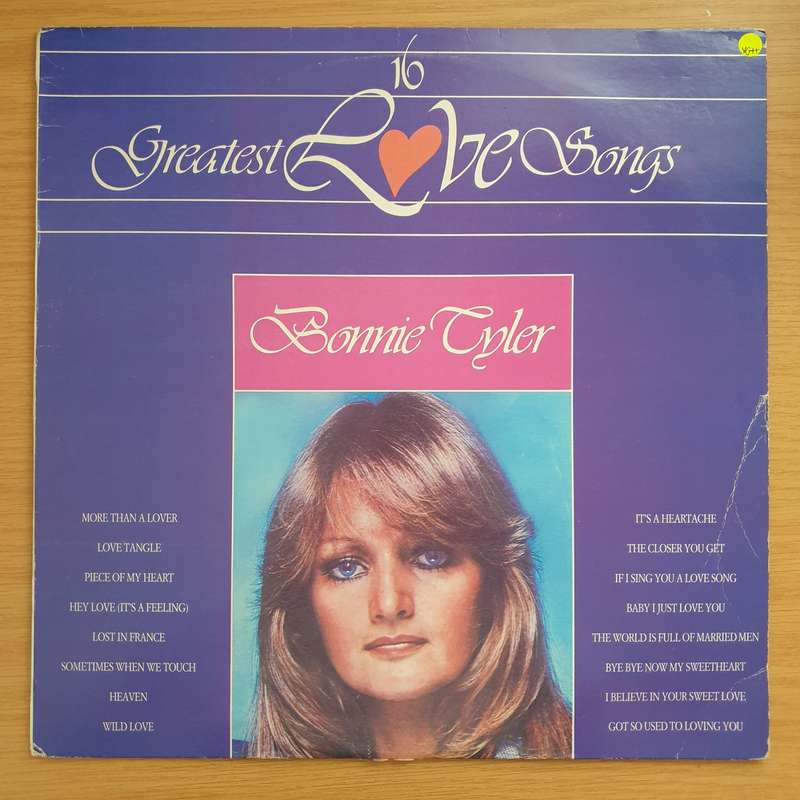 16
Greatest Love Songs
Bonnie Tyler
MORE THAN A LOVER
LOVE TANGLE
PIECE OF MY HEART
HEY LOVE (IT'S A FEELING)
LOST IN FRANCE
SOMETIMES WHEN WE TOUCH
HEAVEN
WILD LOVE
IT'S A HEARTACHE
THE CLOSER YOU GET
IF I SING YOU A LOVE SONG
BABY I JUST LOVE YOU
THE WORLD IS FULL OF MARRIED MEN
BYE BYE NOW MY SWEETHEART
I BELIEVE IN YOUR SWEET LOVE
GOT SO USED TO LOVING YOU